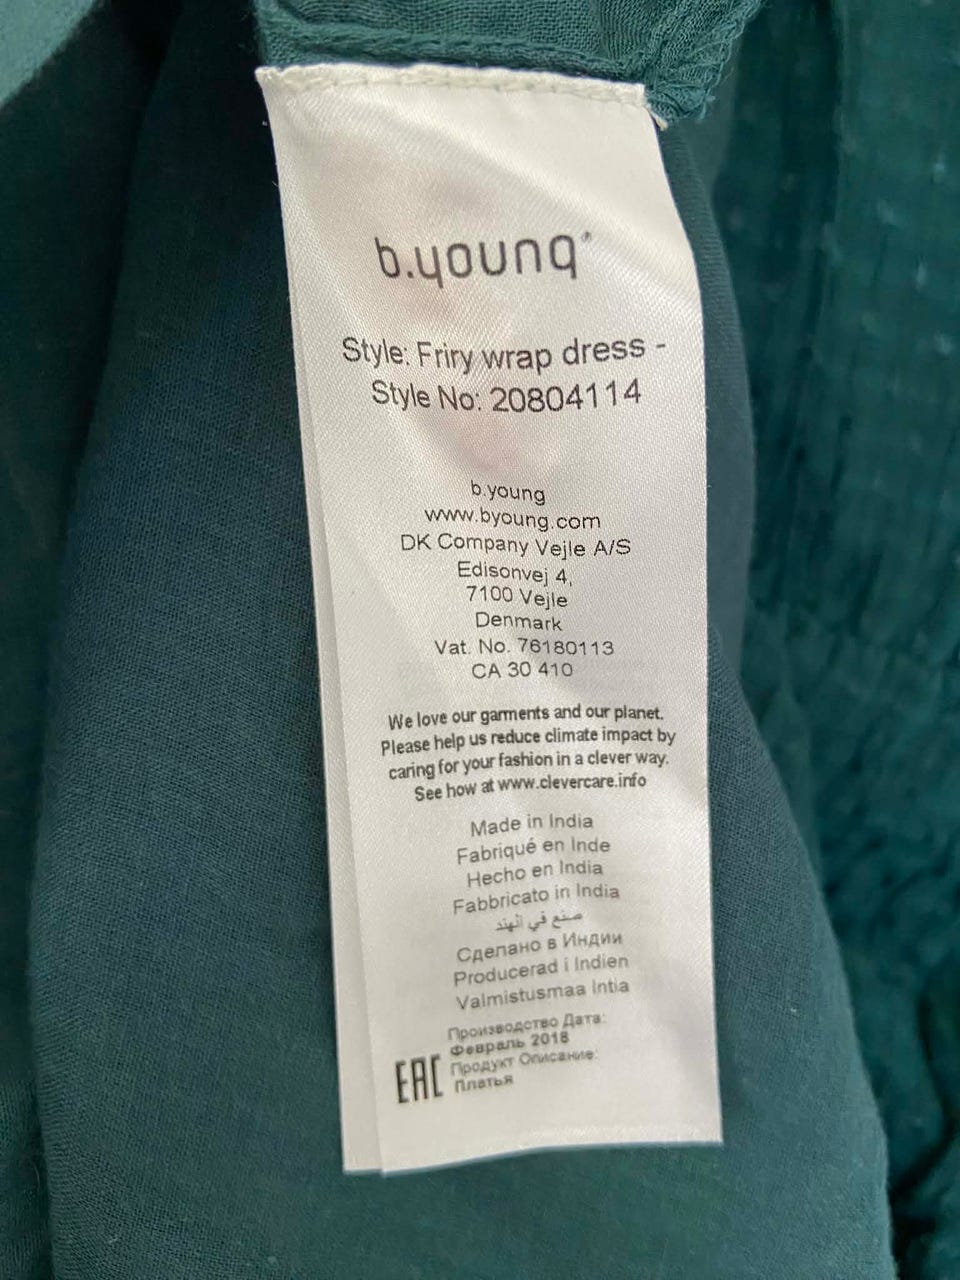 b.young®
Style: Friry wrap dress -
Style No: 20804114
b.young
www.byoung.com
DK Company Vejle A/S
Edisonvej 4,
7100 Vejle
Denmark
Vat. No. 76180113
CA 30 410
We love our garments and our planet.
Please help us reduce climate impact by
caring for your fashion in a clever way.
See how at www.clevercare.info
Made in India
Fabriqué en Inde
Hecho en India
Fabbricato in India
صنع في الهند
Сделано в Индии
Producerad i Indien
Valmistusmaa Intia
Производство Дата:
Февраль 2018
EAC Продукт Описание:
Платья